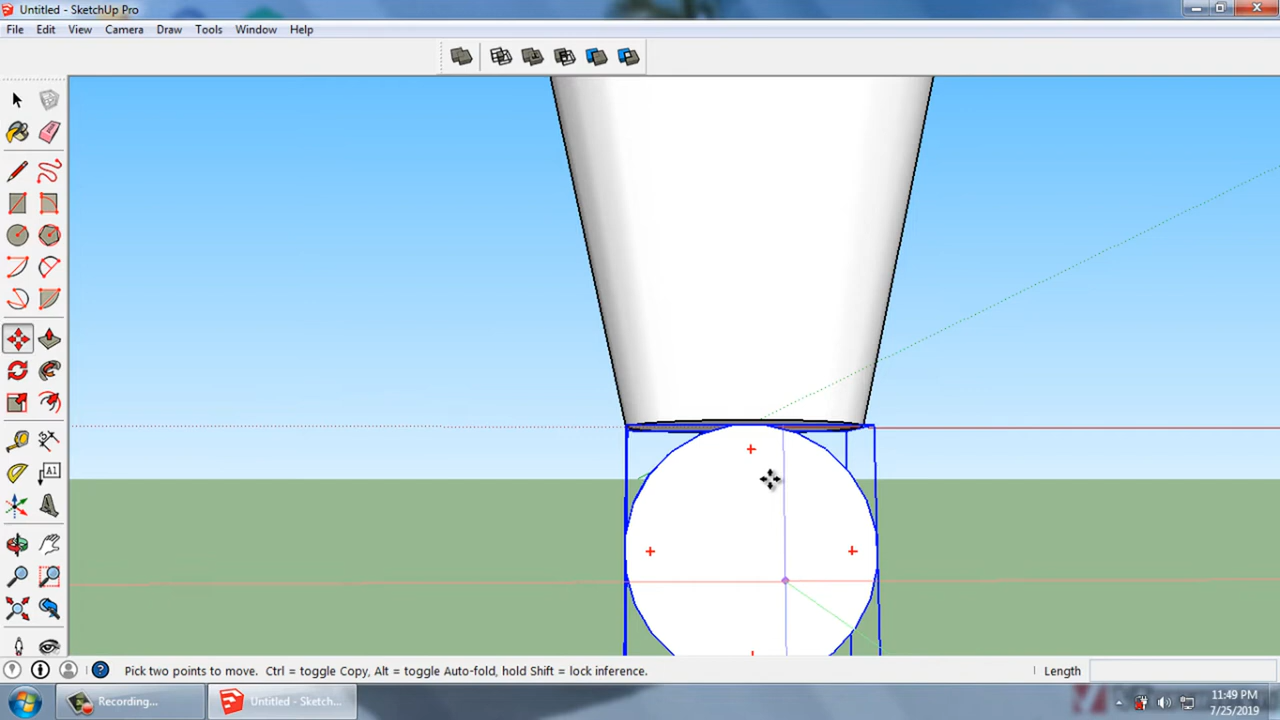 Untitled - SketchUp Pro
File Edit View Camera Draw Tools Window Help
A1
Pick two points to move. Ctrl = toggle Copy, Alt = toggle Auto-fold, hold Shift = lock inference.
Length
Recording...
Untitled - Sketch...
11:49 PM
7/25/2019